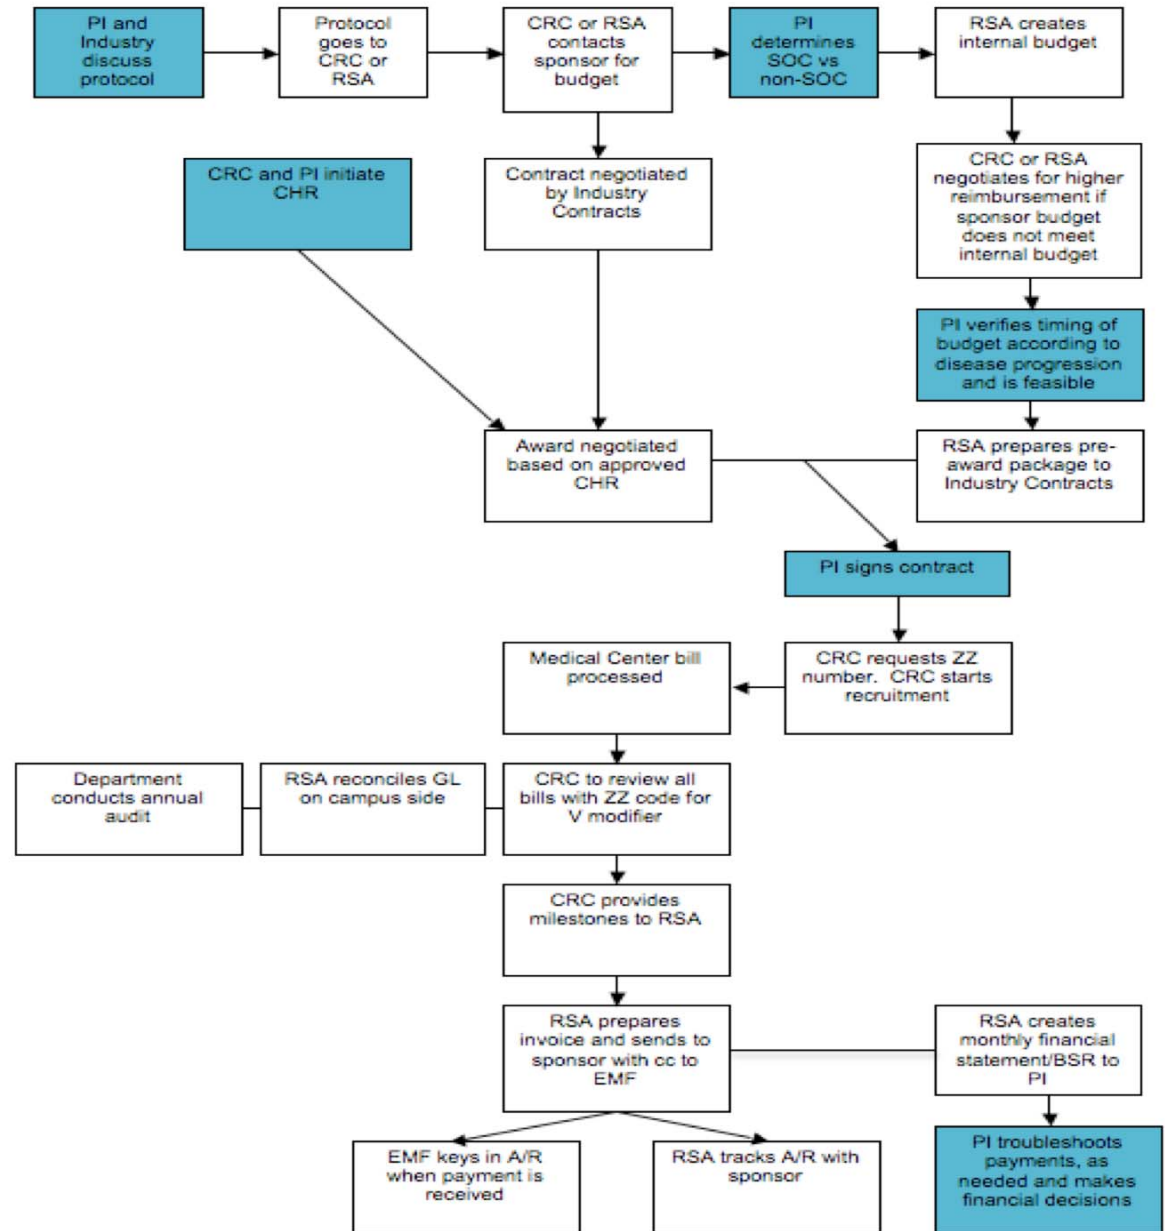 PI and
Industry
discuss
protocol
Protocol
goes to
CRC or
RSA
CRC or RSA
contacts
sponsor for
budget
PI
determines
SOC vs
non-SOC
RSA creates
internal budget
CRC and PI initiate
CHR
Contract negotiated
by Industry
Contracts
CRC or RSA
negotiates for higher
reimbursement if
sponsor budget
does not meet
internal budget
PI verifies timing of
budget according to
disease progression
and is feasible
Award negotiated
based on approved
CHR
RSA prepares pre-
award package to
Industry Contracts
PI signs contract
Medical Center bill
processed
CRC requests ZZ
number. CRC starts
recruitment
Department
conducts annual
audit
RSA reconciles GL
on campus side
CRC to review all
bills with ZZ code for
V modifier
CRC provides
milestones to RSA
RSA prepares
invoice and sends to
sponsor with cc to
EMF
RSA creates
monthly financial
statement/BSR to
PI
EMF keys in A/R
when payment is
received
RSA tracks A/R with
sponsor
PI troubleshoots
payments, as
needed and makes
financial decisions